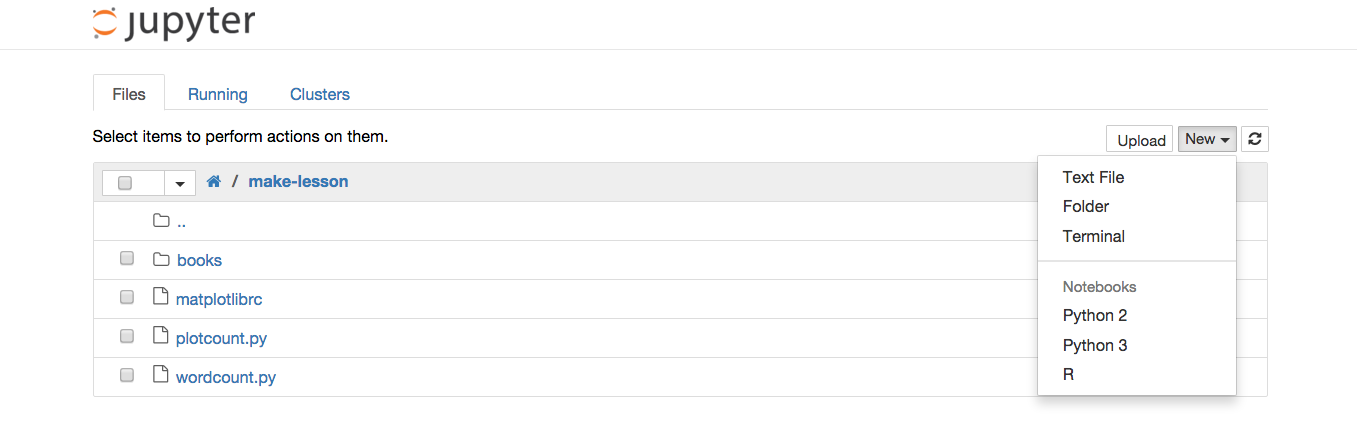 jupyter
Files Running Clusters
Select items to perform actions on them.
Upload New
/ make-lesson
..
books
matplotlibrc
plotcount.py
wordcount.py
Text File
Folder
Terminal
Notebooks
Python 2
Python 3
R